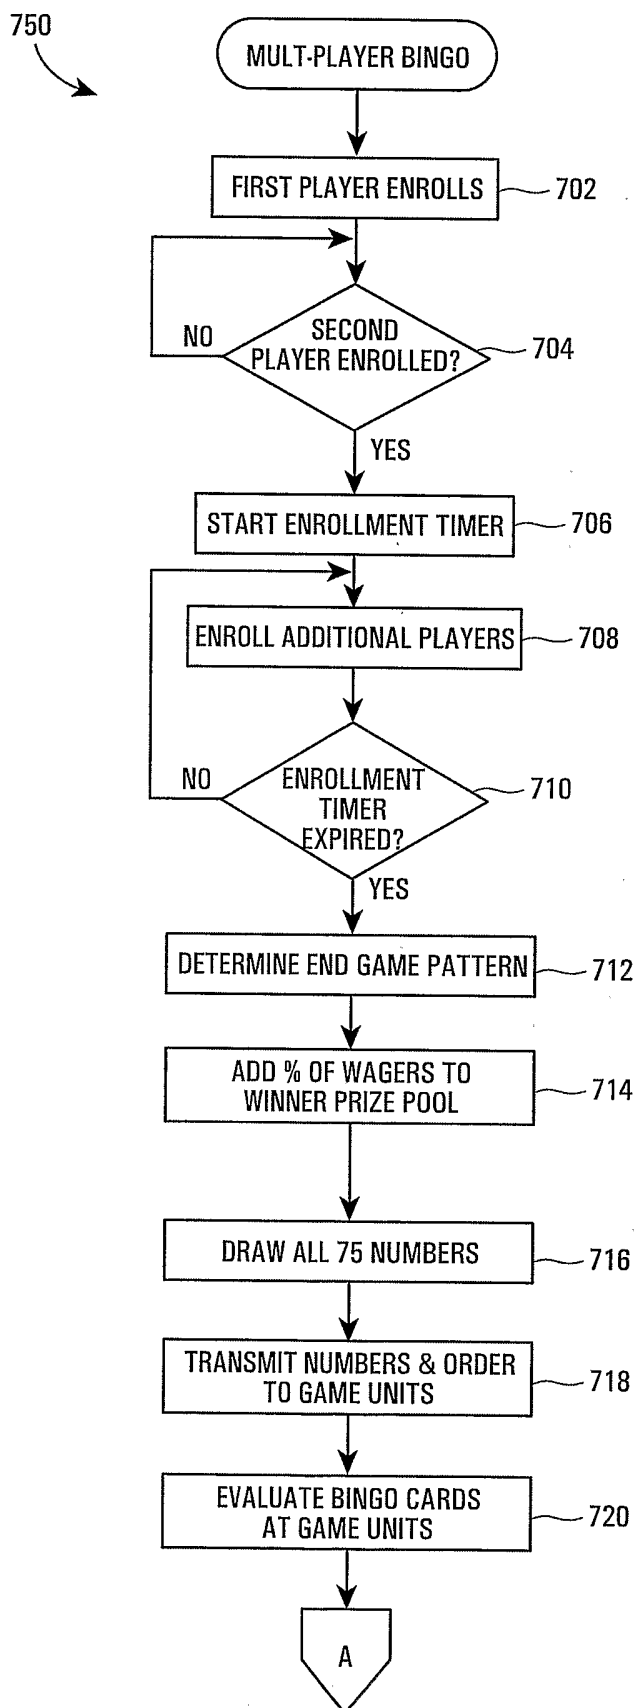 750
MULT-PLAYER BINGO
FIRST PLAYER ENROLLS
702
NO
SECOND
PLAYER ENROLLED?
704
YES
START ENROLLMENT TIMER
706
ENROLL ADDITIONAL PLAYERS
708
NO
ENROLLMENT
TIMER
EXPIRED?
710
YES
DETERMINE END GAME PATTERN
712
ADD % OF WAGERS TO
WINNER PRIZE POOL
714
DRAW ALL 75 NUMBERS
716
TRANSMIT NUMBERS & ORDER
TO GAME UNITS
718
EVALUATE BINGO CARDS
AT GAME UNITS
720
A